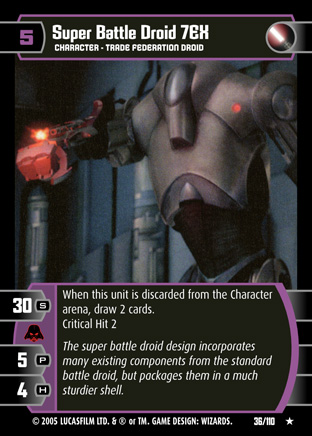 5
Super Battle Droid 7EX
CHARACTER - TRADE FEDERATION DROID
30 S
When this unit is discarded from the Character
arena, draw 2 cards.
Critical Hit 2
5 P
4 H
The super battle droid design incorporates
many existing components from the standard
battle droid, but packages them in a much
sturdier shell.
© 2005 LUCASFILM LTD. & ® or TM. GAME DESIGN: WIZARDS.
36/110